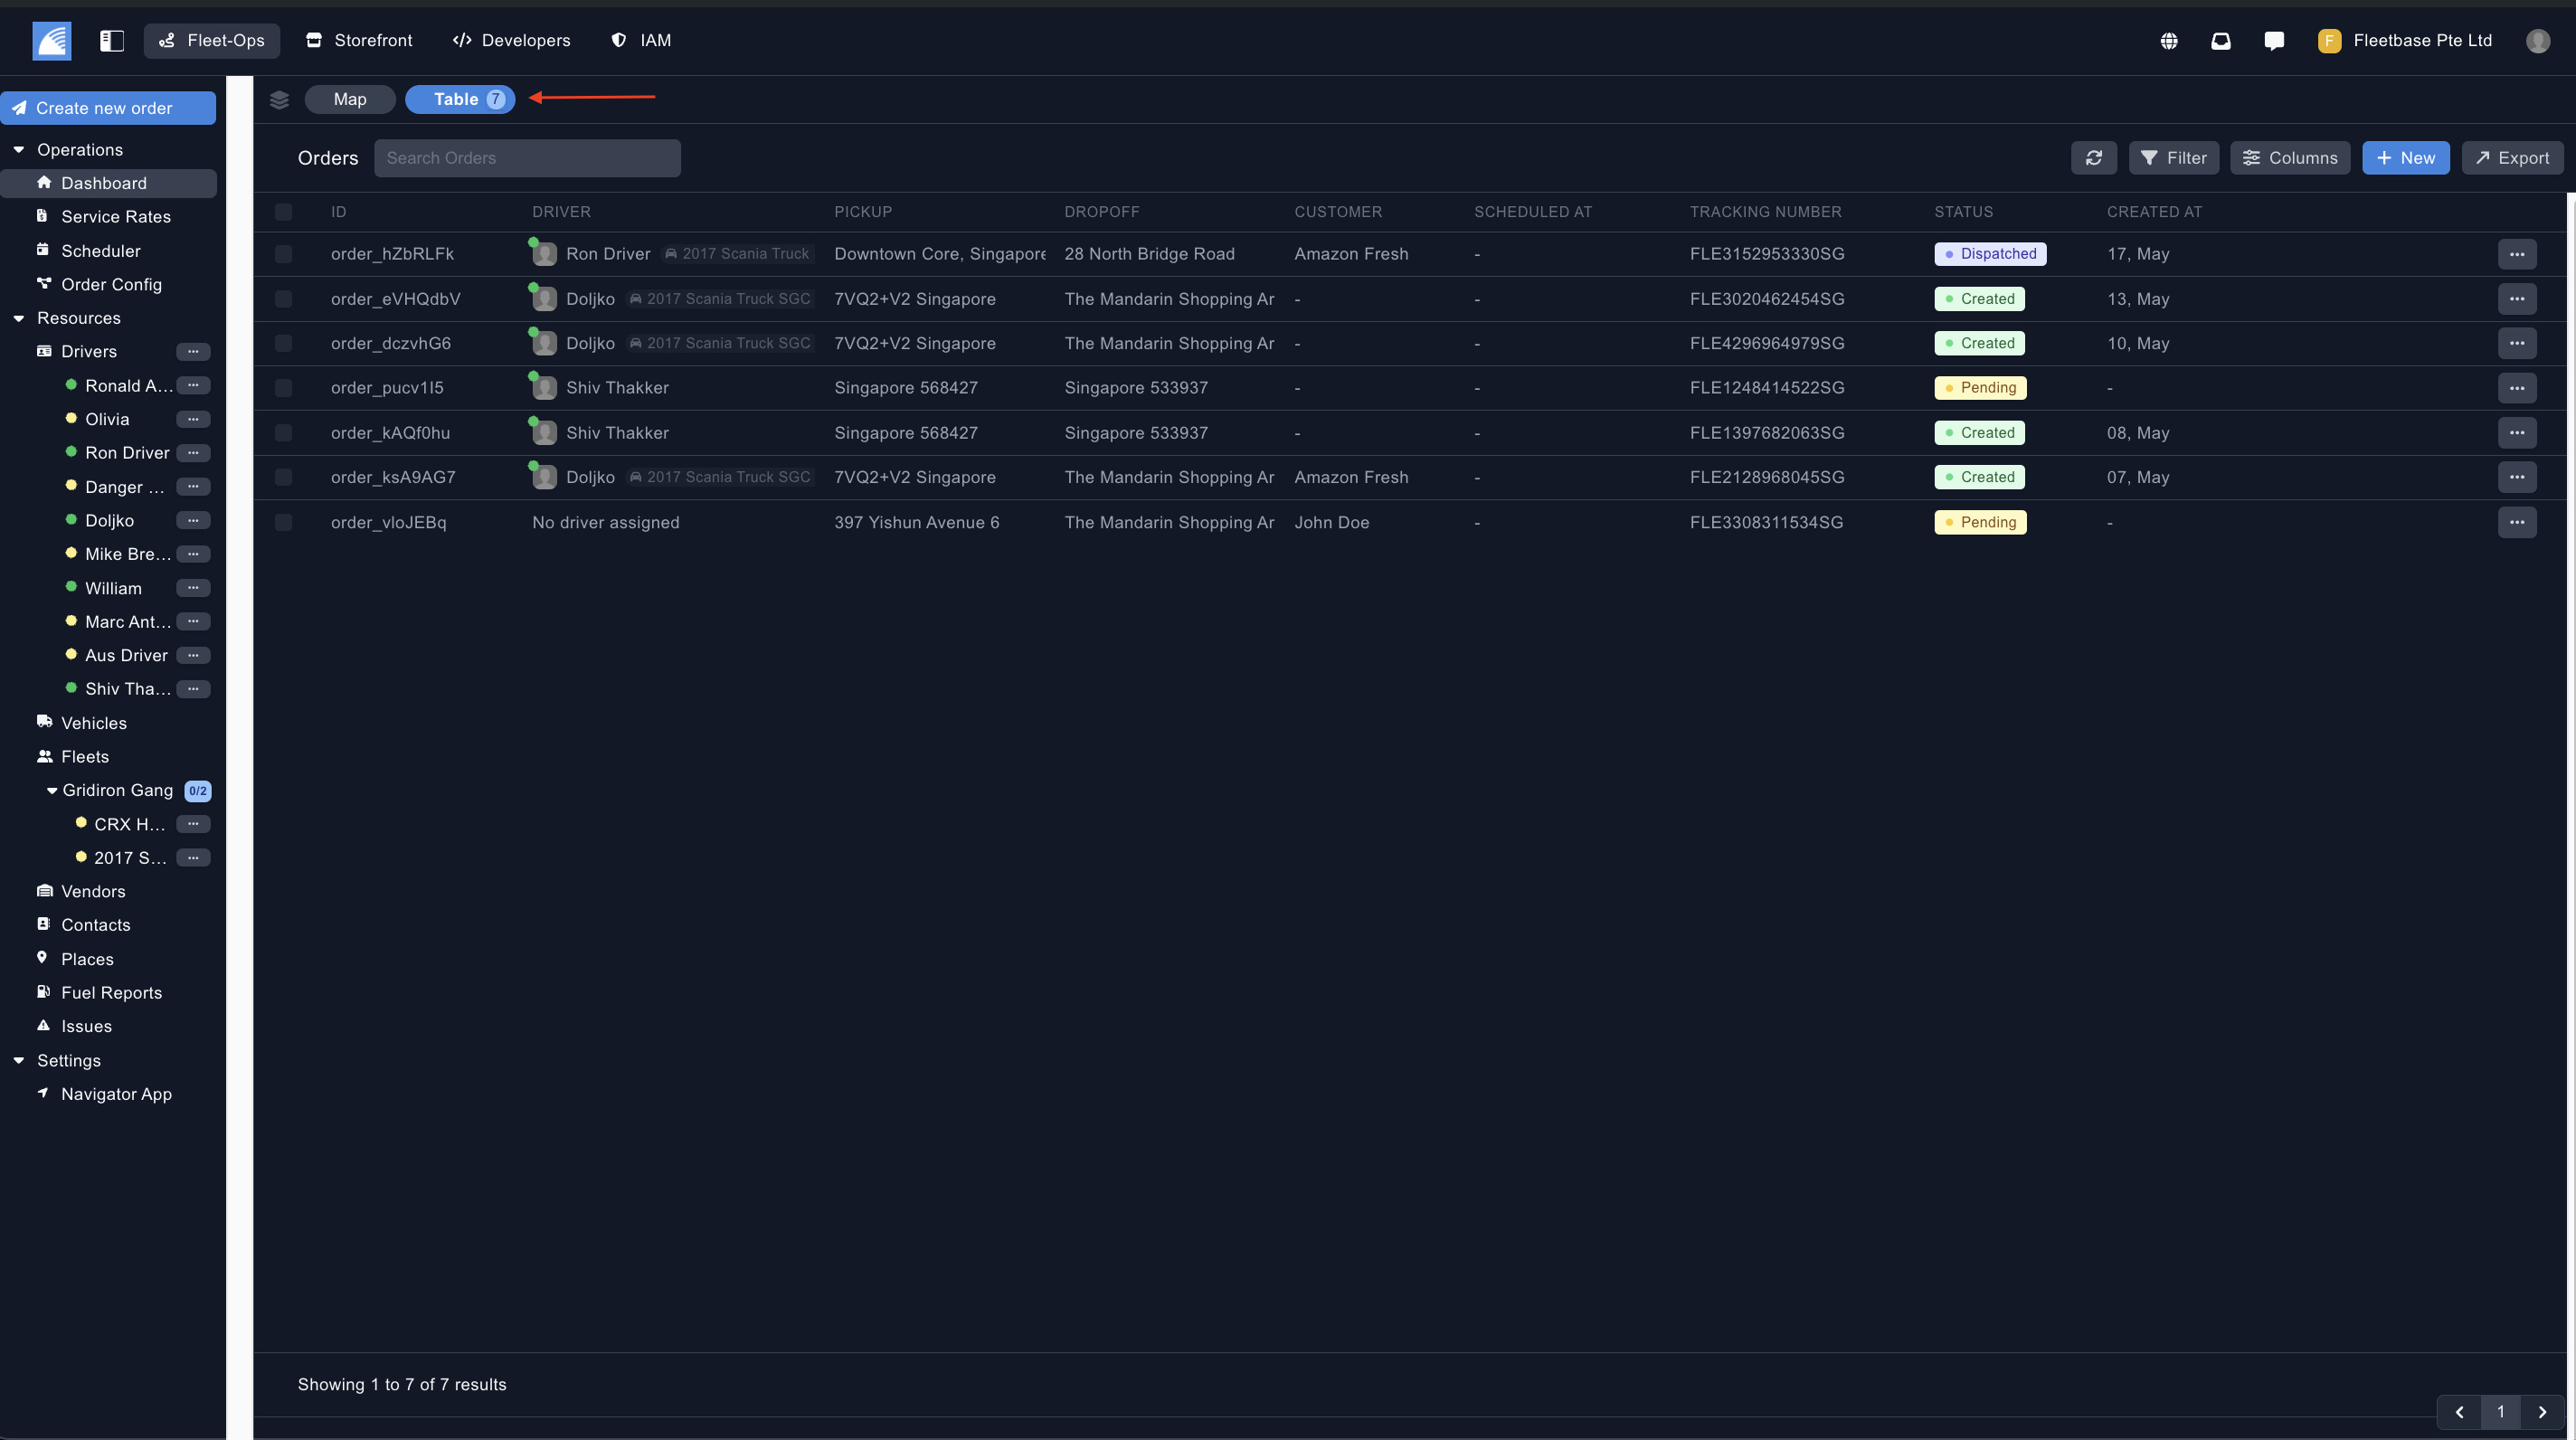 Fleet-Ops Storefront Developers IAM F Fleetbase Pte Ltd
Create new order
Operations
Dashboard
Service Rates
Scheduler
Order Config
Resources
Drivers
Ronald A...
Olivia
Ron Driver
Danger ...
Doljko
Mike Bre...
William
Marc Ant...
Aus Driver
Shiv Tha...
Vehicles
Fleets
Gridiron Gang 0/2
CRX H...
2017 S...
Vendors
Contacts
Places
Fuel Reports
Issues
Settings
Navigator App
Map Table 7
Orders Search Orders Filter Columns New Export
ID DRIVER PICKUP DROPOFF CUSTOMER SCHEDULED AT TRACKING NUMBER STATUS CREATED AT
order_hZbRLFk Ron Driver 2017 Scania Truck Downtown Core, Singapore 28 North Bridge Road Amazon Fresh - FLE3152953330SG Dispatched 17, May
order_eVHQdbV Doljko 2017 Scania Truck SGC 7VQ2+V2 Singapore The Mandarin Shopping Ar - - FLE3020462454SG Created 13, May
order_dczvhG6 Doljko 2017 Scania Truck SGC 7VQ2+V2 Singapore The Mandarin Shopping Ar - - FLE4296964979SG Created 10, May
order_pucv1I5 Shiv Thakker Singapore 568427 Singapore 533937 - - FLE1248414522SG Pending -
order_kAQf0hu Shiv Thakker Singapore 568427 Singapore 533937 - - FLE1397682063SG Created 08, May
order_ksA9AG7 Doljko 2017 Scania Truck SGC 7VQ2+V2 Singapore The Mandarin Shopping Ar Amazon Fresh - FLE2128968045SG Created 07, May
order_vloJEBq No driver assigned 397 Yishun Avenue 6 The Mandarin Shopping Ar John Doe - FLE3308311534SG Pending -
Showing 1 to 7 of 7 results
1